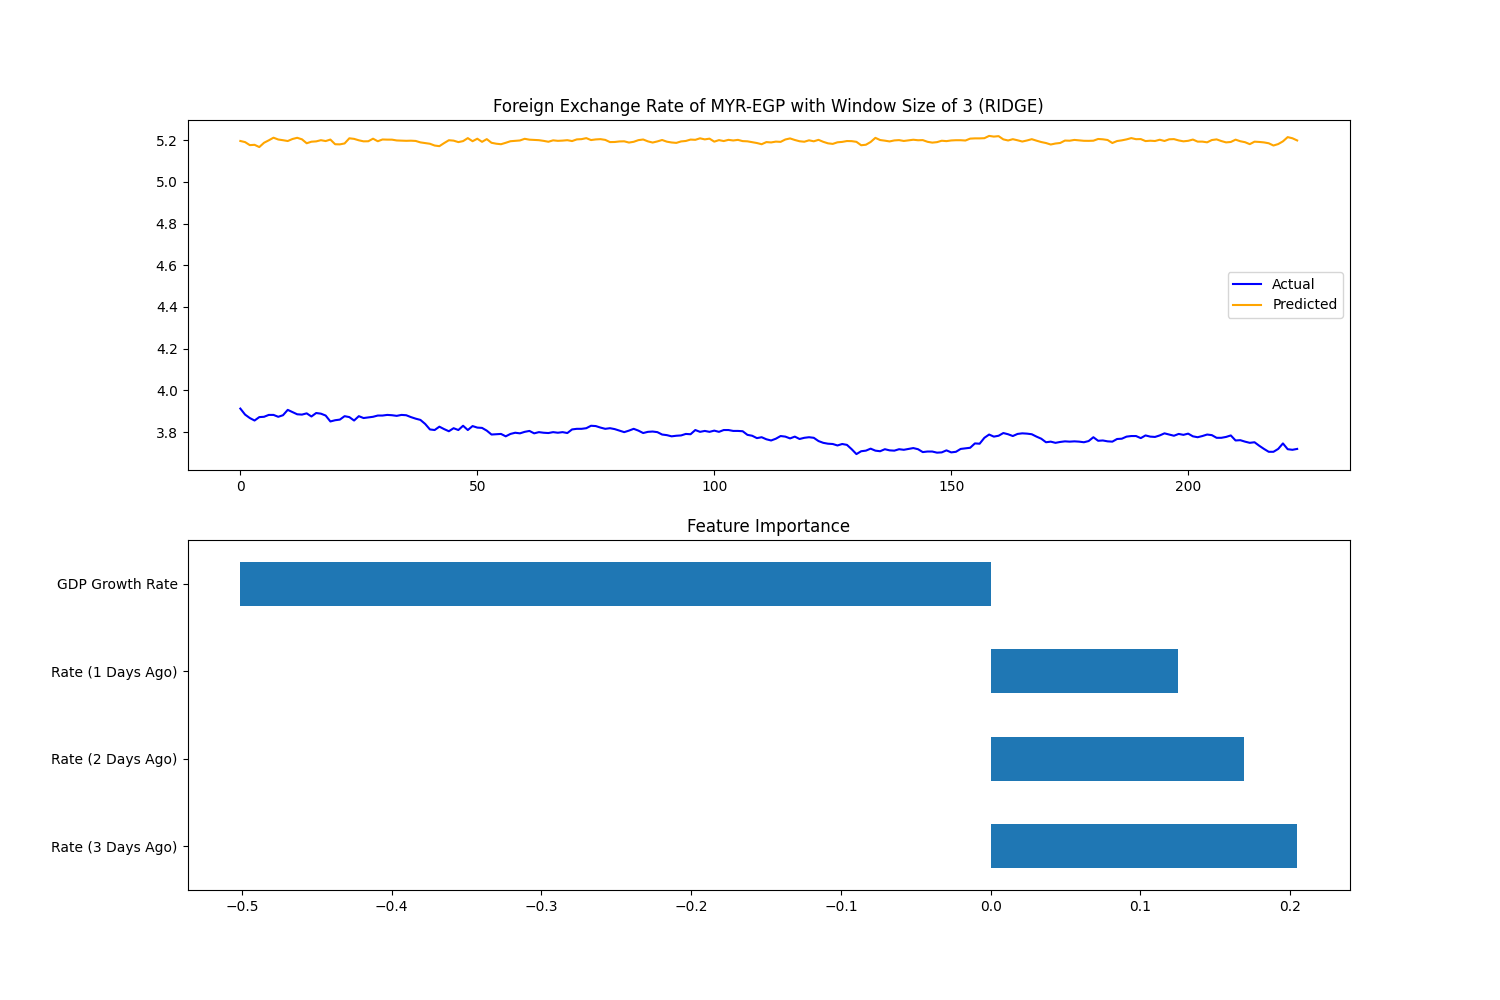 Foreign Exchange Rate of MYR-EGP with Window Size of 3 (RIDGE)
5.2
5.0
4.8
4.6
4.4
4.2
4.0
3.8
Actual
Predicted
0 50 100 150 200
Feature Importance
GDP Growth Rate
Rate (1 Days Ago)
Rate (2 Days Ago)
Rate (3 Days Ago)
−0.5 −0.4 −0.3 −0.2 −0.1 0.0 0.1 0.2